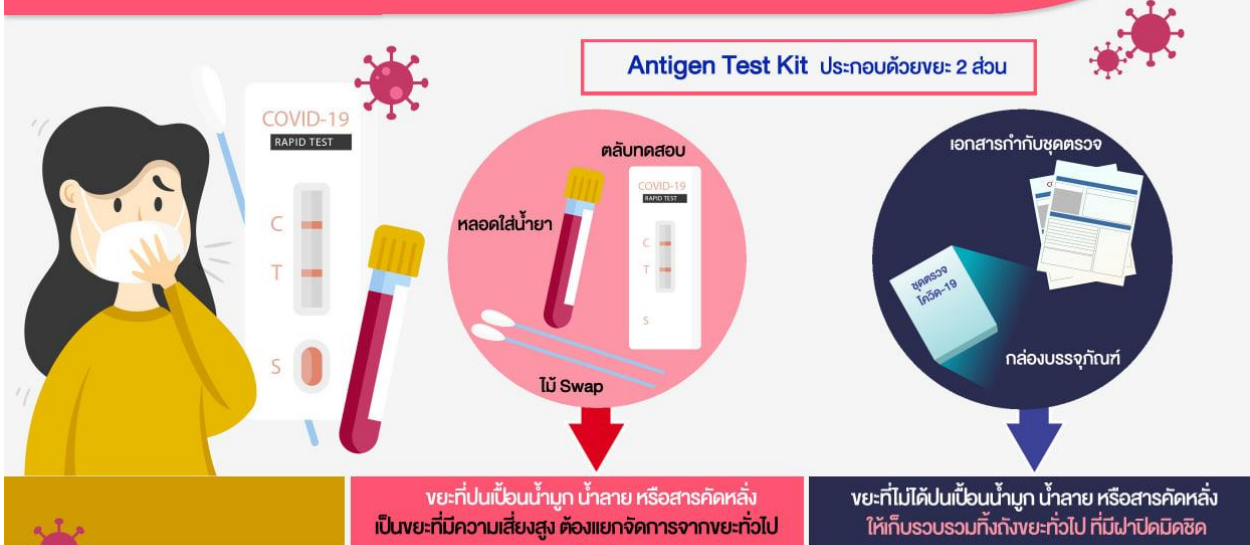 Antigen Test Kit ประกอบด้วยขยะ 2 ส่วน
COVID-19
RAPID TEST
C
T
S
ตลับทดสอบ
หลอดใส่น้ำยา
COVID-19
RAPID TEST
C
T
S
ไม้ Swap
เอกสารกำกับชุดตรวจ
ชุดตรวจ
โควิด-19
กล่องบรรจุภัณฑ์
ขยะที่ปนเปื้อนน้ำมูก น้ำลาย หรือสารคัดหลั่ง
เป็นขยะที่มีความเสี่ยงสูง ต้องแยกจัดการจากขยะทั่วไป
ขยะที่ไม่ได้ปนเปื้อนน้ำมูก น้ำลาย หรือสารคัดหลั่ง
ให้เก็บรวบรวมทิ้งถังขยะทั่วไป ที่มีฝาปิดมิดชิด